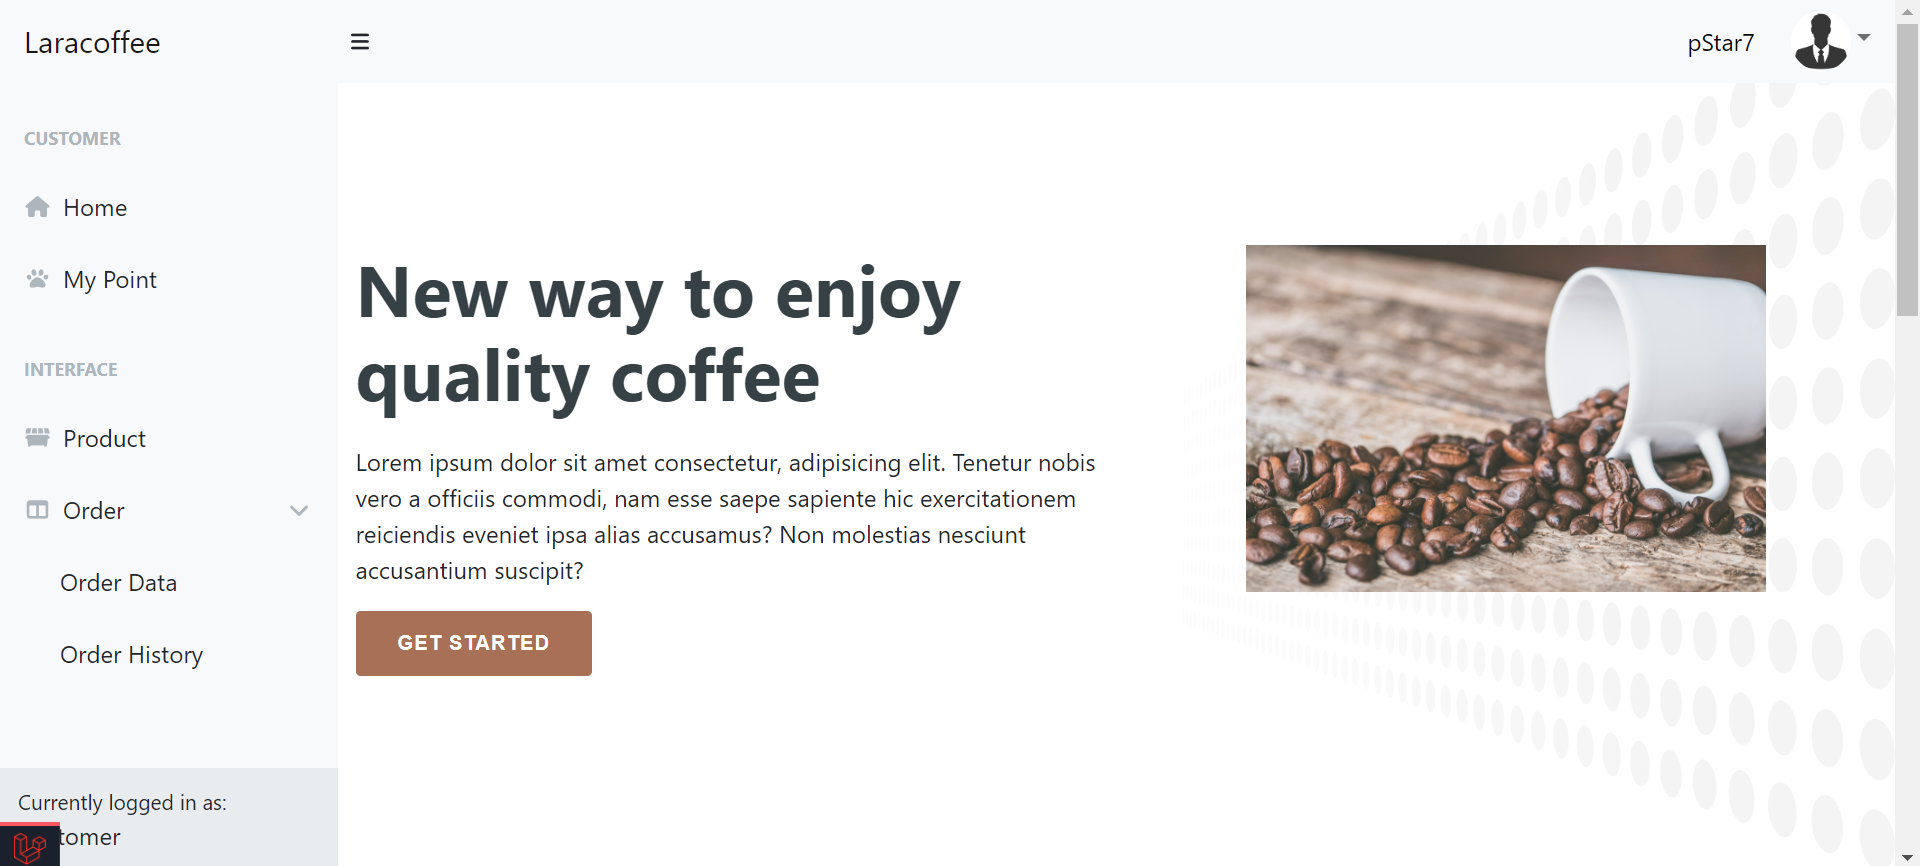 Laracoffee
pStar7
CUSTOMER
Home
My Point
INTERFACE
Product
Order
Order Data
Order History
Currently logged in as:
tomer
New way to enjoy
quality coffee
Lorem ipsum dolor sit amet consectetur, adipisicing elit. Tenetur nobis
vero a officiis commodi, nam esse saepe sapiente hic exercitationem
reiciendis eveniet ipsa alias accusamus? Non molestias nesciunt
accusantium suscipit?
GET STARTED